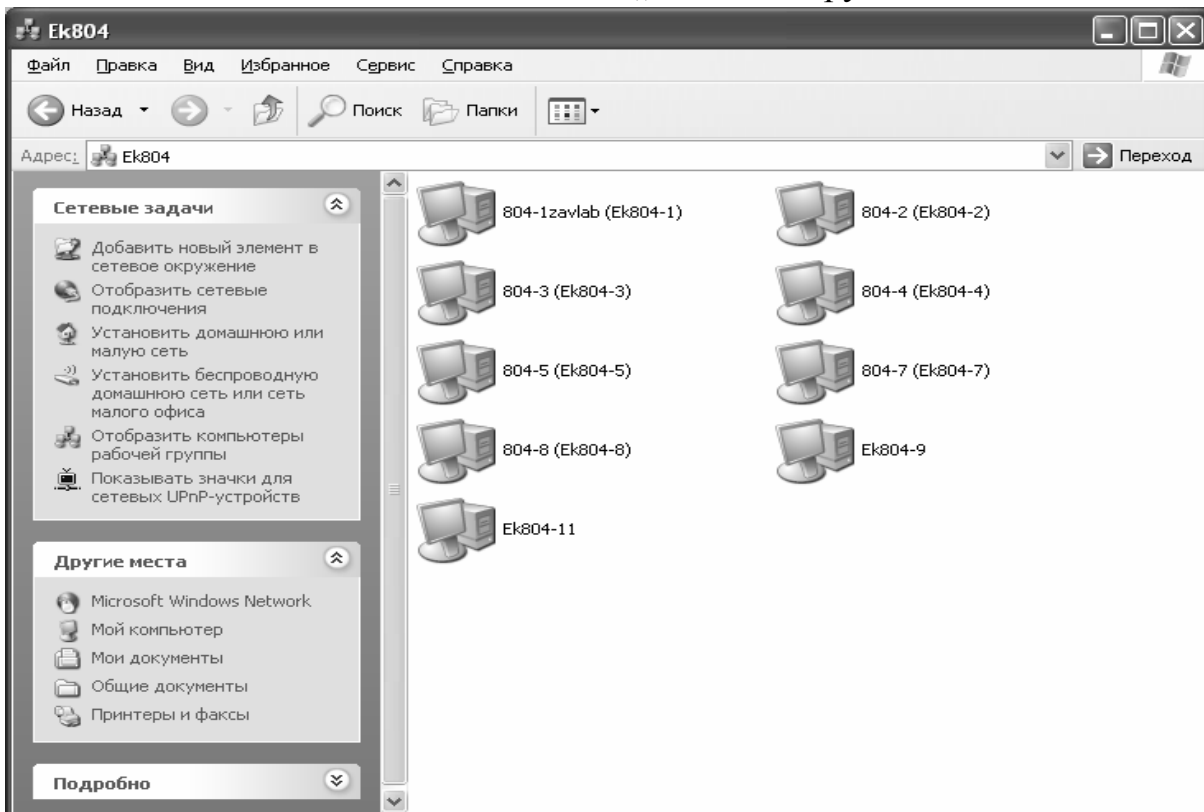 Ek804
Файл Правка Вид Избранное Сервис Справка
Назад Поиск Папки
Адрес: Ek804 Переход
Сетевые задачи
Добавить новый элемент в
сетевое окружение
Отобразить сетевые
подключения
Установить домашнюю или
малую сеть
Установить беспроводную
домашнюю сеть или сеть
малого офиса
Отобразить компьютеры
рабочей группы
Показывать значки для
сетевых UPnP-устройств
Другие места
Microsoft Windows Network
Мой компьютер
Мои документы
Общие документы
Принтеры и факсы
Подробно
804-1zavlab (Ek804-1)
804-2 (Ek804-2)
804-3 (Ek804-3)
804-4 (Ek804-4)
804-5 (Ek804-5)
804-7 (Ek804-7)
804-8 (Ek804-8)
Ek804-9
Ek804-11